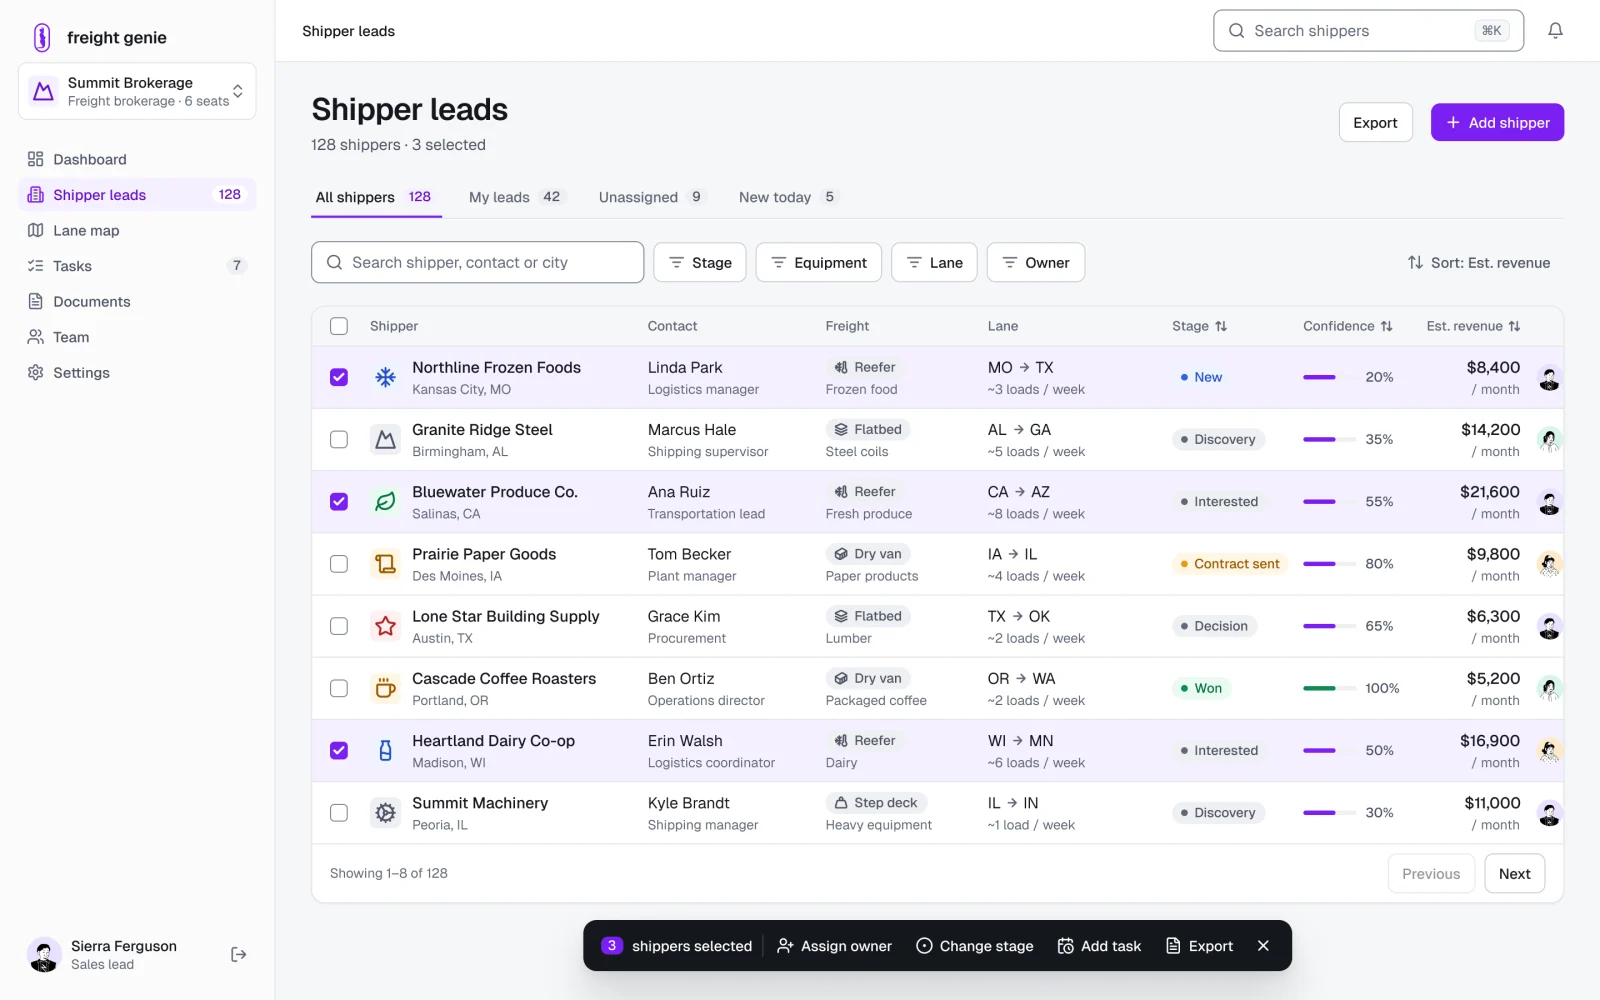 freight genie
Summit Brokerage
Freight brokerage · 6 seats
Dashboard
Shipper leads 128
Lane map
Tasks 7
Documents
Team
Settings
Sierra Ferguson
Sales lead
Shipper leads
Search shippers ⌘K
Shipper leads
128 shippers · 3 selected
Export
Add shipper
All shippers 128 My leads 42 Unassigned 9 New today 5
Search shipper, contact or city
Stage Equipment Lane Owner
Sort: Est. revenue
Shipper Contact Freight Lane Stage Confidence Est. revenue
Northline Frozen Foods Linda Park Reefer MO → TX New 20% $8,400
Kansas City, MO Logistics manager Frozen food ~3 loads / week / month
Granite Ridge Steel Marcus Hale Flatbed AL → GA Discovery 35% $14,200
Birmingham, AL Shipping supervisor Steel coils ~5 loads / week / month
Bluewater Produce Co. Ana Ruiz Reefer CA → AZ Interested 55% $21,600
Salinas, CA Transportation lead Fresh produce ~8 loads / week / month
Prairie Paper Goods Tom Becker Dry van IA → IL Contract sent 80% $9,800
Des Moines, IA Plant manager Paper products ~4 loads / week / month
Lone Star Building Supply Grace Kim Flatbed TX → OK Decision 65% $6,300
Austin, TX Procurement Lumber ~2 loads / week / month
Cascade Coffee Roasters Ben Ortiz Dry van OR → WA Won 100% $5,200
Portland, OR Operations director Packaged coffee ~2 loads / week / month
Heartland Dairy Co-op Erin Walsh Reefer WI → MN Interested 50% $16,900
Madison, WI Logistics coordinator Dairy ~6 loads / week / month
Summit Machinery Kyle Brandt Step deck IL → IN Discovery 30% $11,000
Peoria, IL Shipping manager Heavy equipment ~1 load / week / month
Showing 1–8 of 128
Previous Next
3 shippers selected Assign owner Change stage Add task Export